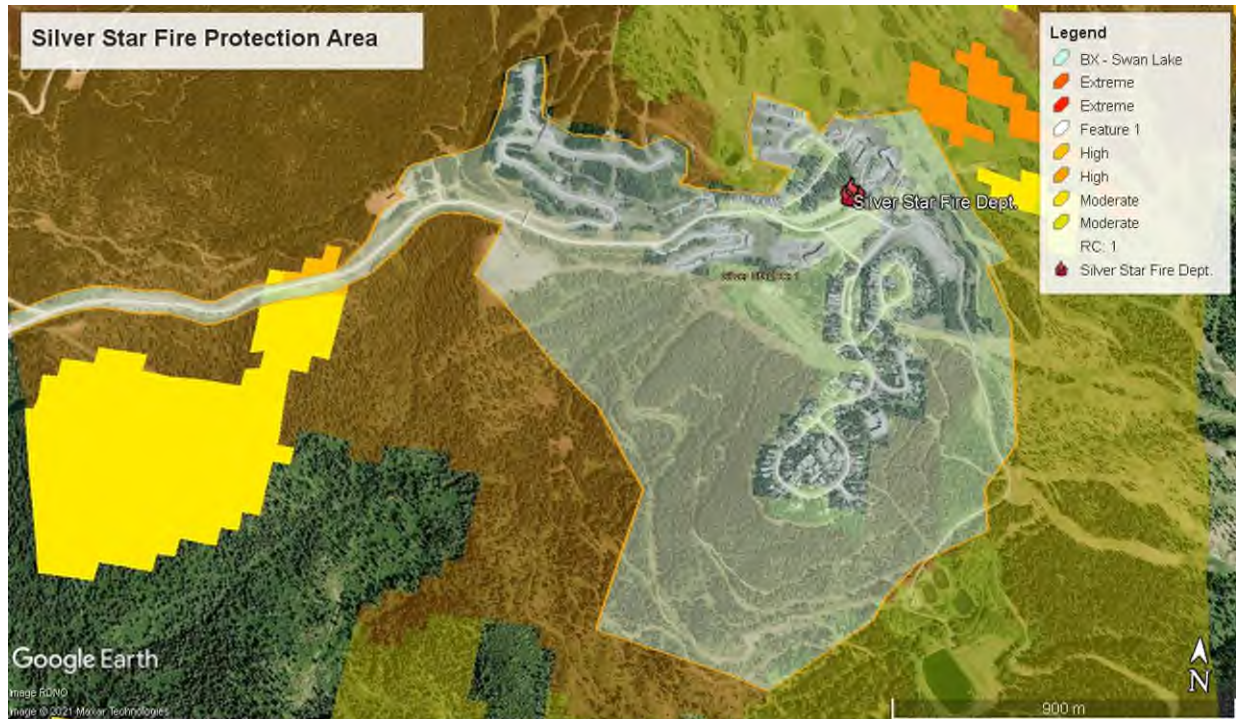 Silver Star Fire Protection Area
Legend
BX - Swan Lake
Extreme
Extreme
Feature 1
High
High
Moderate
Moderate
RC: 1
Silver Star Fire Dept.
Silver Star Fire Dept.
Google Earth
Image RDNO
Image © 2021 Maxar Technologies
900 m
N